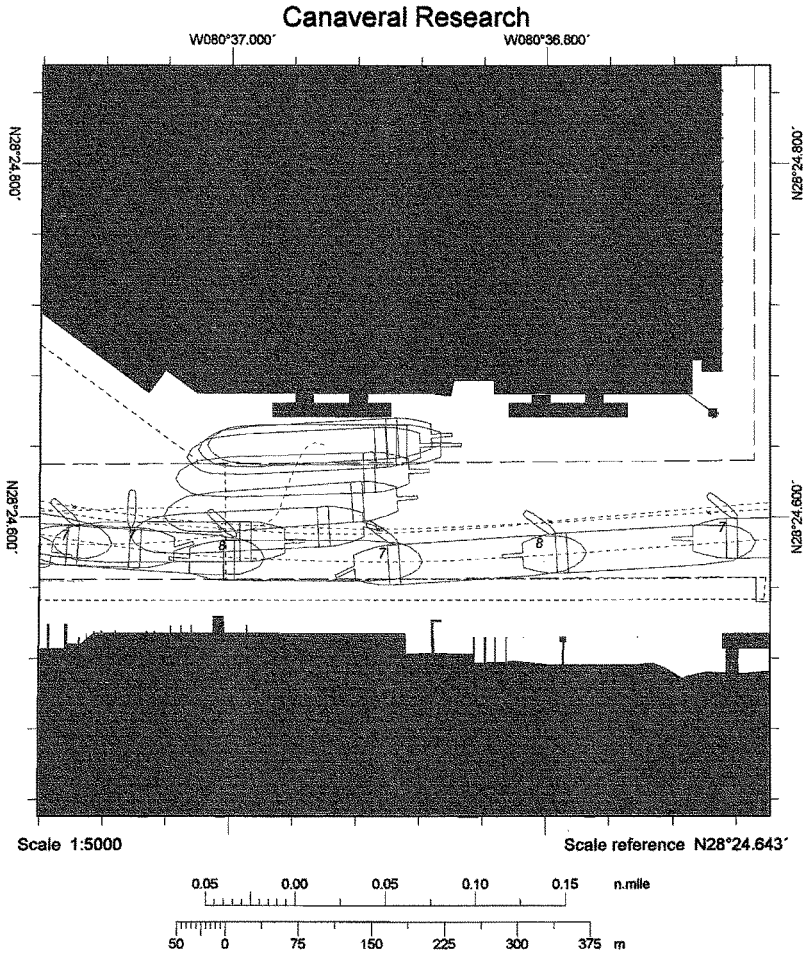 Canaveral Research
W080°37.000´ W080°36.800´
N28°24.800´ N28°24.800´
N28°24.600´ N28°24.600´
7 7 8 7 8 7
Scale 1:5000 Scale reference N28°24.643´
0.05 0.00 0.05 0.10 0.15 n.mile
50 0 75 150 225 300 375 m